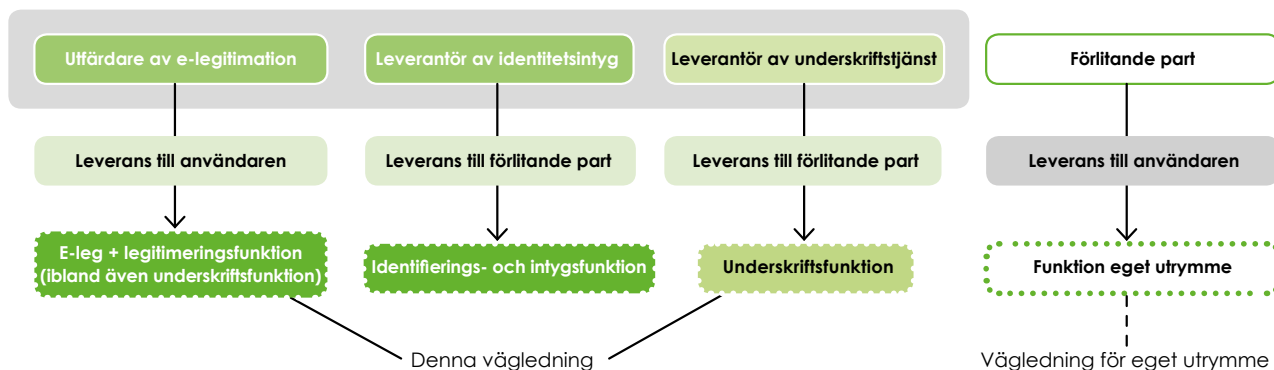 Utfärdare av e-legitimation
Leverantör av identitetsintyg
Leverantör av underskriftstjänst
Förlitande part
Leverans till användaren
Leverans till förlitande part
Leverans till förlitande part
Leverans till användaren
E-leg + legitimeringsfunktion
(ibland även underskriftsfunktion)
Identifierings- och intygsfunktion
Underskriftsfunktion
Funktion eget utrymme
Denna vägledning
Vägledning för eget utrymme